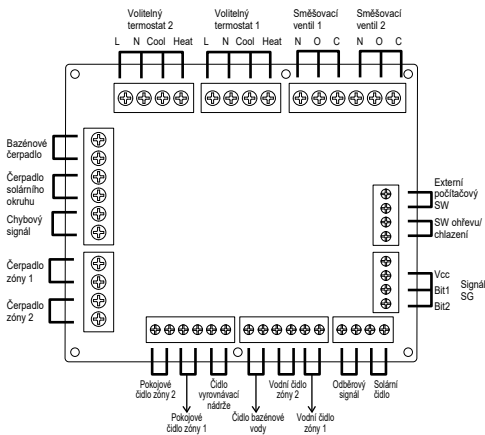 Volitelný
termostat 2
Volitelný
termostat 1
Směšovací
ventil 1
Směšovací
ventil 2
L N Cool Heat
L N Cool Heat
N O C
N O C
Bazénové
čerpadlo
Čerpadlo
solárního
okruhu
Chybový
signál
Čerpadlo
zóny 1
Čerpadlo
zóny 2
Externí
počítačový
SW
SW ohřevu/
chlazení
Vcc
Bit1
Bit2
Signál
SG
Pokojové
čidlo zóny 2
Pokojové
čidlo zóny 1
Čidlo
vyrovnávací
nádrže
Čidlo bazénové
vody
Vodní čidlo
zóny 2
Vodní čidlo
zóny 1
Odběrový
signál
Solární
čidlo